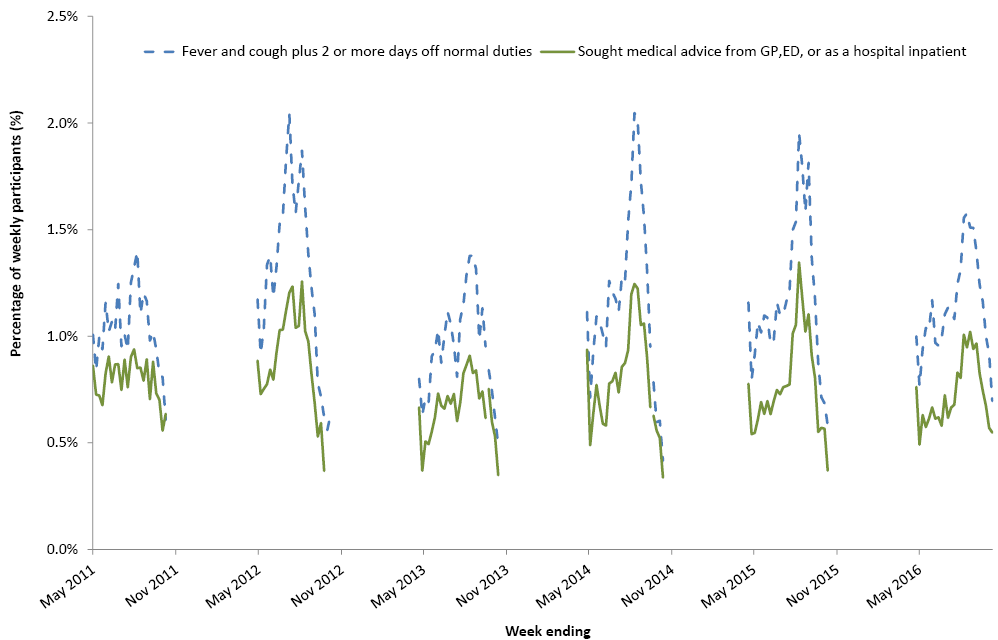 2.5%
Fever and cough plus 2 or more days off normal duties
Sought medical advice from GP,ED, or as a hospital inpatient
2.0%
1.5%
1.0%
0.5%
0.0%
Percentage of weekly participants (%)
May 2011
Nov 2011
May 2012
Nov 2012
May 2013
Nov 2013
May 2014
Nov 2014
May 2015
Nov 2015
May 2016
Week ending